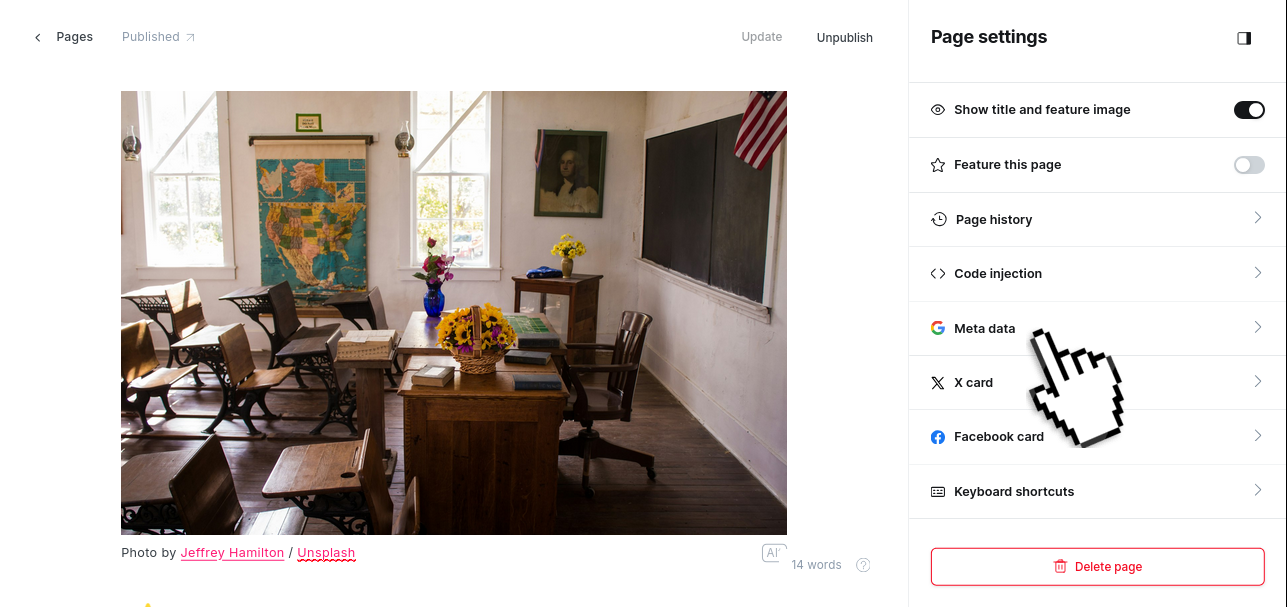 Pages
Published
Update
Unpublish
Photo by Jeffrey Hamilton / Unsplash
14 words
?
Page settings
Show title and feature image
Feature this page
Page history
Code injection
Meta data
X card
Facebook card
Keyboard shortcuts
Delete page